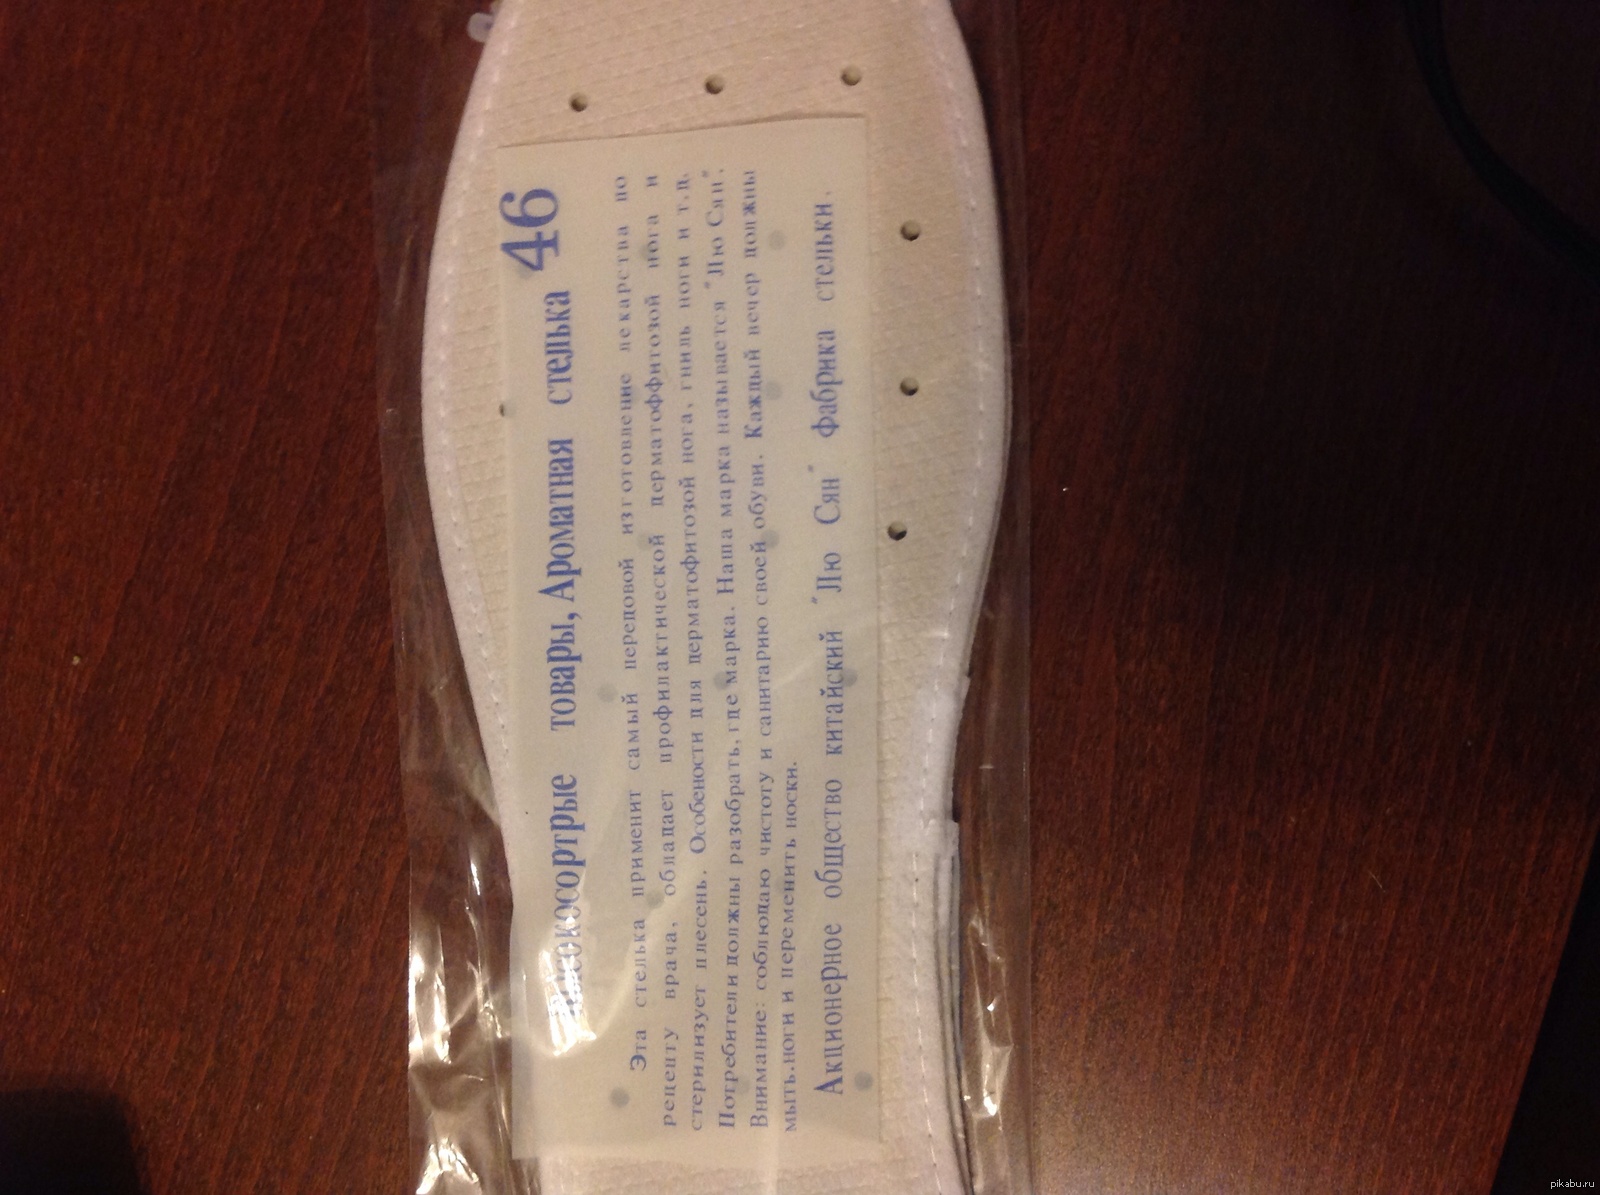 Высокосортрые товары, Ароматная стелька 46
Эта стелька применит самый передовой изготовление лекарства по
рецепту врача, обладает профилактической дерматоффитозой нога и
стерилизует плесень. Особенности для дерматофитозой нога, гниль ноги и т.д.
Потребители должны разобрать, где марка. Наша марка называется "Лю Сян".
Внимание: соблюдаю чистоту и санитарию своей обуви. Каждый вечер должны
мыть.ноги и переменить носки.
Акционерное общество китайский "Лю Сян" фабрика стельки.
pikabu.ru